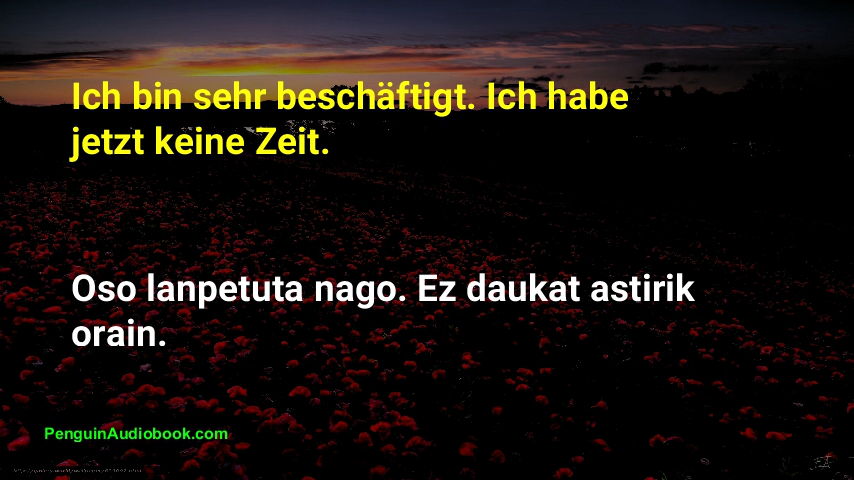 Ich bin sehr beschäftigt. Ich habe
jetzt keine Zeit.
Oso lanpetuta nago. Ez daukat astirik
orain.
PenguinAudiobook.com